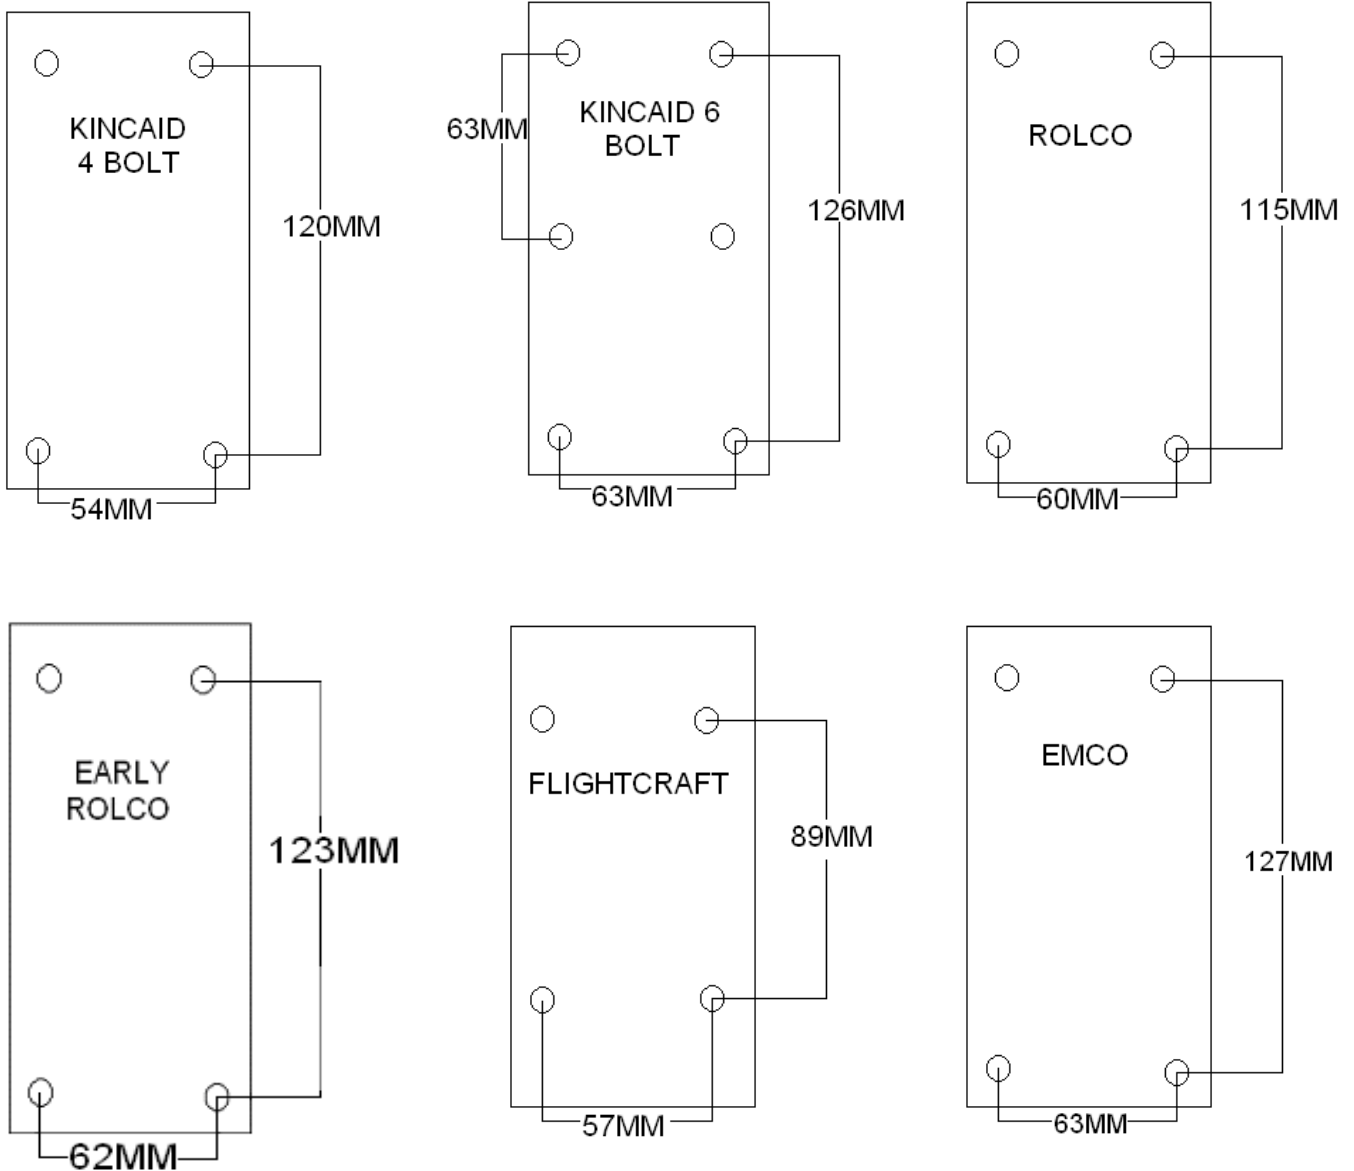 KINCAID
4 BOLT
120MM
54MM
KINCAID 6
BOLT
63MM
126MM
63MM
ROLCO
115MM
60MM
EARLY
ROLCO
123MM
62MM
FLIGHTCRAFT
89MM
57MM
EMCO
127MM
63MM